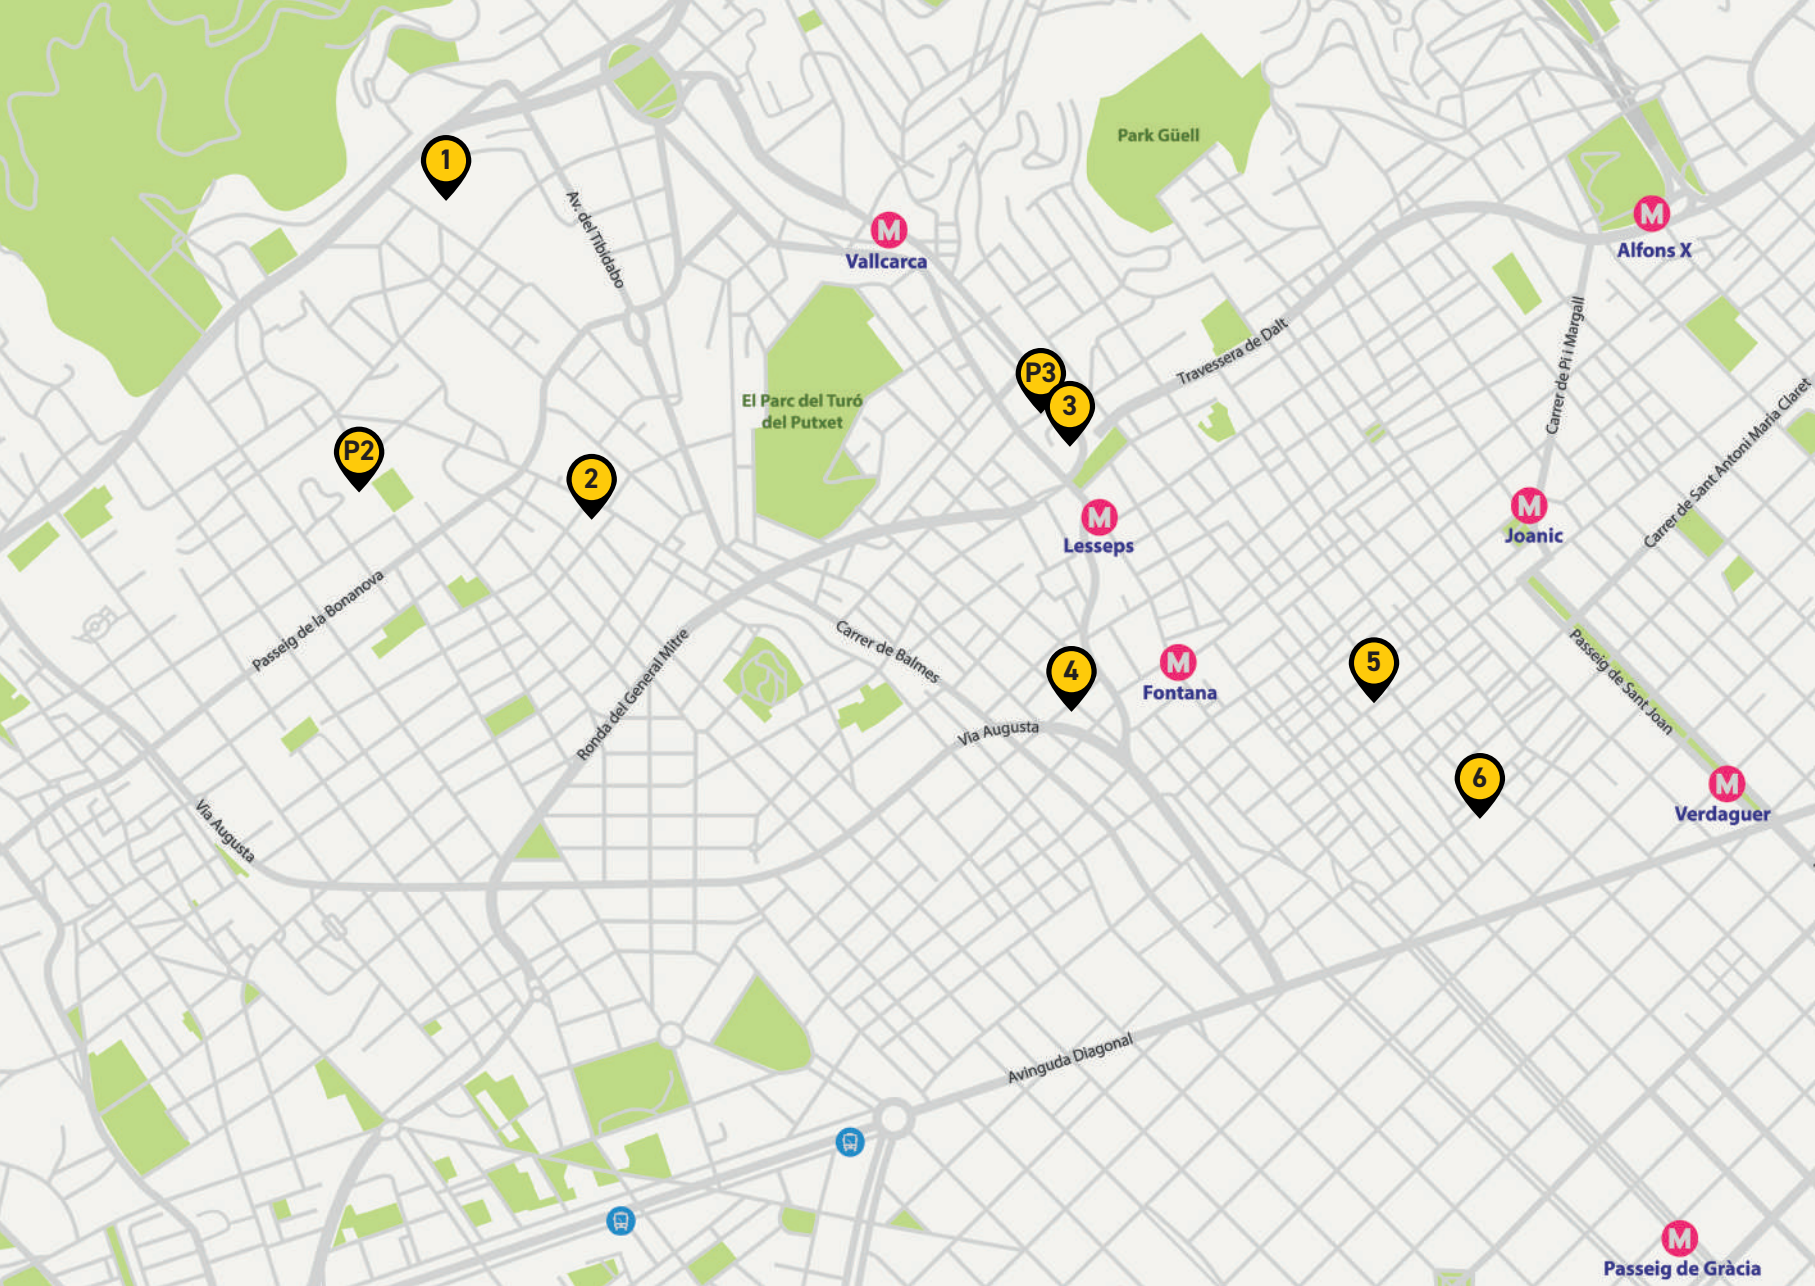 Park Güell
1
Av. del Tibidabo
M
Vallcarca
M
Alfons X
Carrer de Pi i Margall
Travessera de Dalt
P3
3
El Parc del Turó
del Putxet
Carrer de Sant Antoni Maria Claret
P2
2
M
Lesseps
M
Joanic
Passeig de la Bonanova
Ronda del General Mitre
Carrer de Balmes
4
M
Fontana
5
Passeig de Sant Joan
Via Augusta
6
M
Verdaguer
Via Augusta
Avinguda Diagonal
M
Passeig de Gràcia